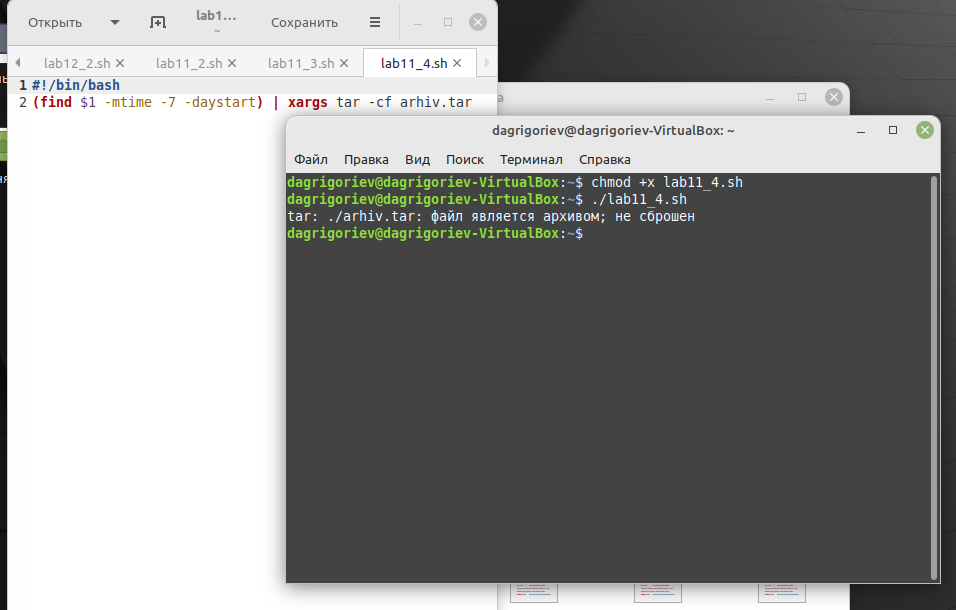 Открыть
lab1...
~
Сохранить
lab12_2.sh
lab11_2.sh
lab11_3.sh
lab11_4.sh
1 #!/bin/bash
2 (find $1 -mtime -7 -daystart) | xargs tar -cf arhiv.tar
dagrigoriev@dagrigoriev-VirtualBox: ~
Файл Правка Вид Поиск Терминал Справка
dagrigoriev@dagrigoriev-VirtualBox:~$ chmod +x lab11_4.sh
dagrigoriev@dagrigoriev-VirtualBox:~$ ./lab11_4.sh
tar: ./arhiv.tar: файл является архивом; не сброшен
dagrigoriev@dagrigoriev-VirtualBox:~$